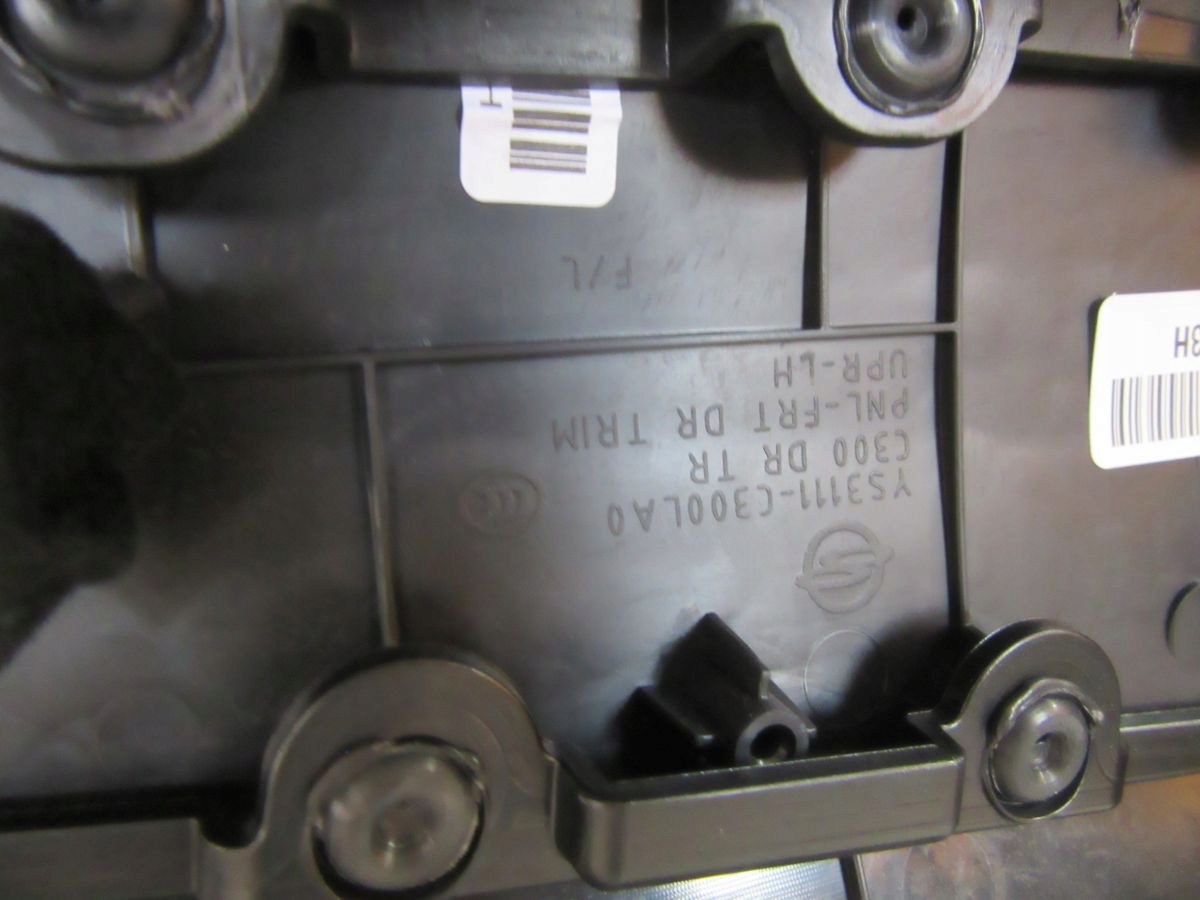 YS3111-C300LA0
C300 DR TR
PNL-FRT DR TRIM
UPR-LH
F/L